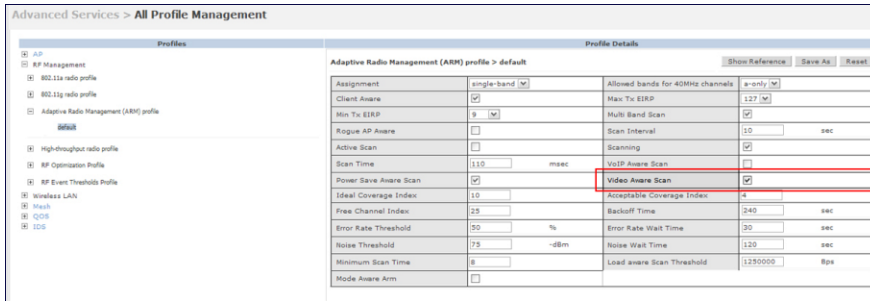 Advanced Services > All Profile Management
Profiles
AP
RF Management
802.11a radio profile
802.11g radio profile
Adaptive Radio Management (ARM) profile
default
High-throughput radio profile
RF Optimization Profile
RF Event Thresholds Profile
Wireless LAN
Mesh
QOS
IDS
Profile Details
Adaptive Radio Management (ARM) profile > default Show Reference Save As Reset
Assignment single-band Allowed bands for 40MHz channels a-only
Client Aware Max Tx EIRP 127
Min Tx EIRP 9 Multi Band Scan
Rogue AP Aware Scan Interval 10 sec
Active Scan Scanning
Scan Time 110 msec VoIP Aware Scan
Power Save Aware Scan Video Aware Scan
Ideal Coverage Index 10 Acceptable Coverage Index 4
Free Channel Index 25 Backoff Time 240 sec
Error Rate Threshold 50 % Error Rate Wait Time 30 sec
Noise Threshold 75 -dBm Noise Wait Time 120 sec
Minimum Scan Time 8 Load aware Scan Threshold 1250000 Bps
Mode Aware Arm